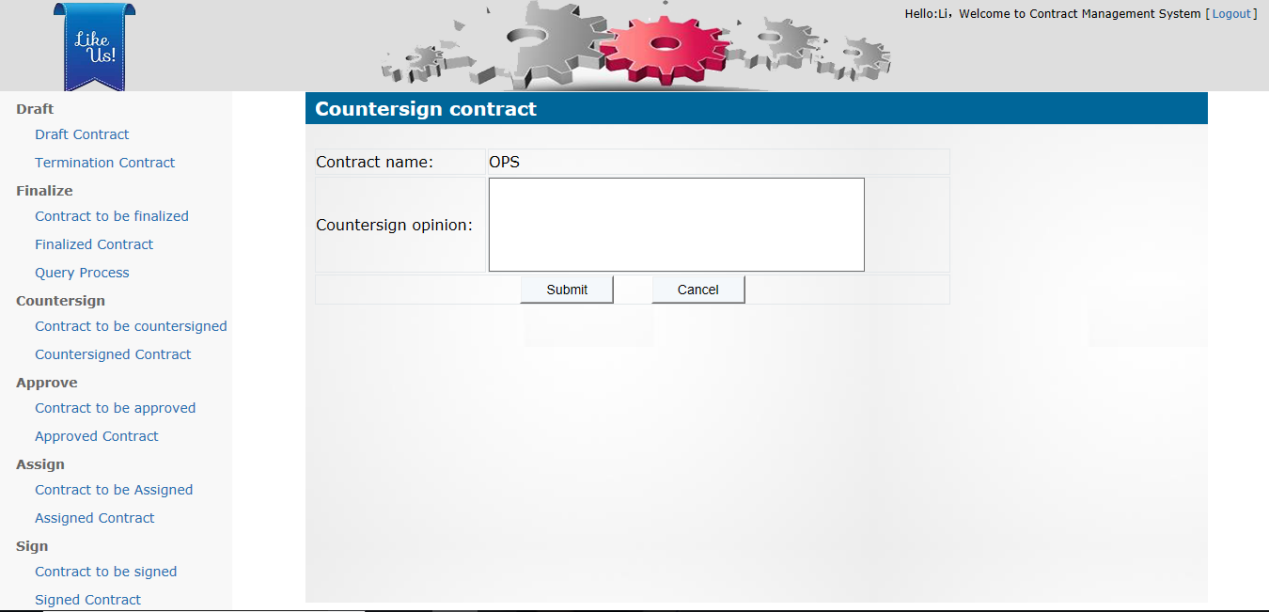 Like
Us!
Hello:Li，Welcome to Contract Management System [Logout]
Draft
Draft Contract
Termination Contract
Finalize
Contract to be finalized
Finalized Contract
Query Process
Countersign
Contract to be countersigned
Countersigned Contract
Approve
Contract to be approved
Approved Contract
Assign
Contract to be Assigned
Assigned Contract
Sign
Contract to be signed
Signed Contract
Countersign contract
Contract name: OPS
Countersign opinion:
Submit Cancel